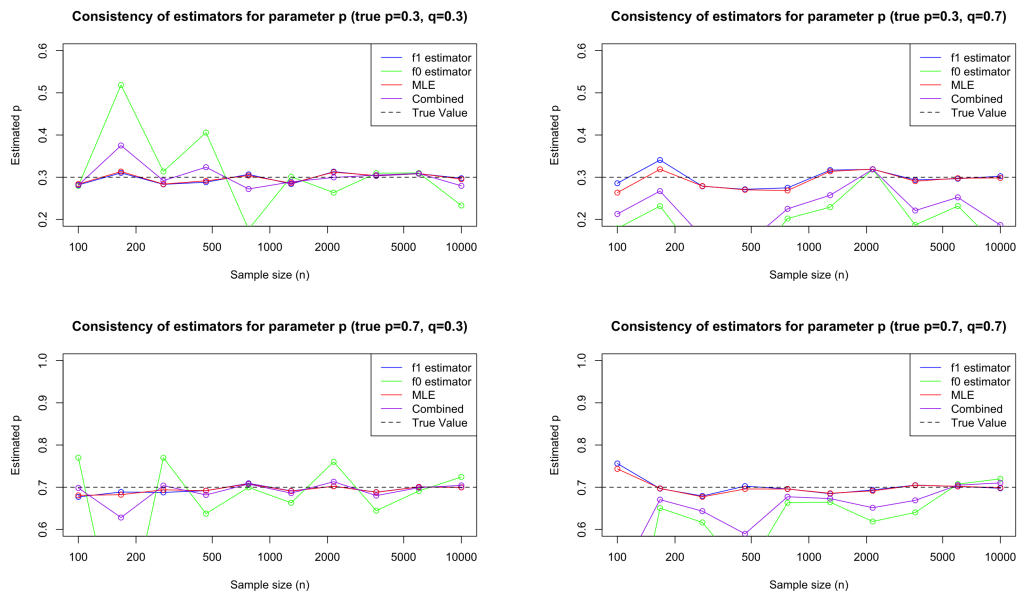 Consistency of estimators for parameter p (true p=0.3, q=0.3)
Estimated p
0.6
0.5
0.4
0.3
0.2
f1 estimator
f0 estimator
MLE
Combined
True Value
100 200 500 1000 2000 5000 10000
Sample size (n)
Consistency of estimators for parameter p (true p=0.3, q=0.7)
Estimated p
0.6
0.5
0.4
0.3
0.2
f1 estimator
f0 estimator
MLE
Combined
True Value
100 200 500 1000 2000 5000 10000
Sample size (n)
Consistency of estimators for parameter p (true p=0.7, q=0.3)
Estimated p
1.0
0.9
0.8
0.7
0.6
f1 estimator
f0 estimator
MLE
Combined
True Value
100 200 500 1000 2000 5000 10000
Sample size (n)
Consistency of estimators for parameter p (true p=0.7, q=0.7)
Estimated p
1.0
0.9
0.8
0.7
0.6
f1 estimator
f0 estimator
MLE
Combined
True Value
100 200 500 1000 2000 5000 10000
Sample size (n)